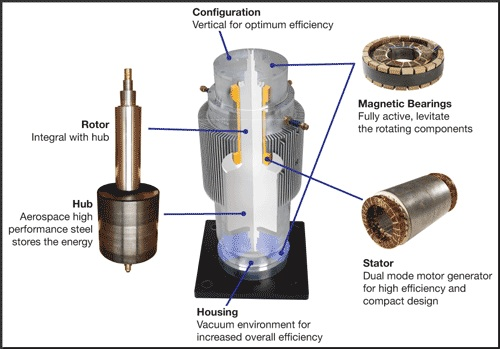 Configuration
Vertical for optimum efficiency
Magnetic Bearings
Fully active, levitate
the rotating components
Rotor
Integral with hub
Hub
Aerospace high
performance steel
stores the energy
Stator
Dual mode motor generator
for high efficiency and
compact design
Housing
Vacuum environment for
increased overall efficiency